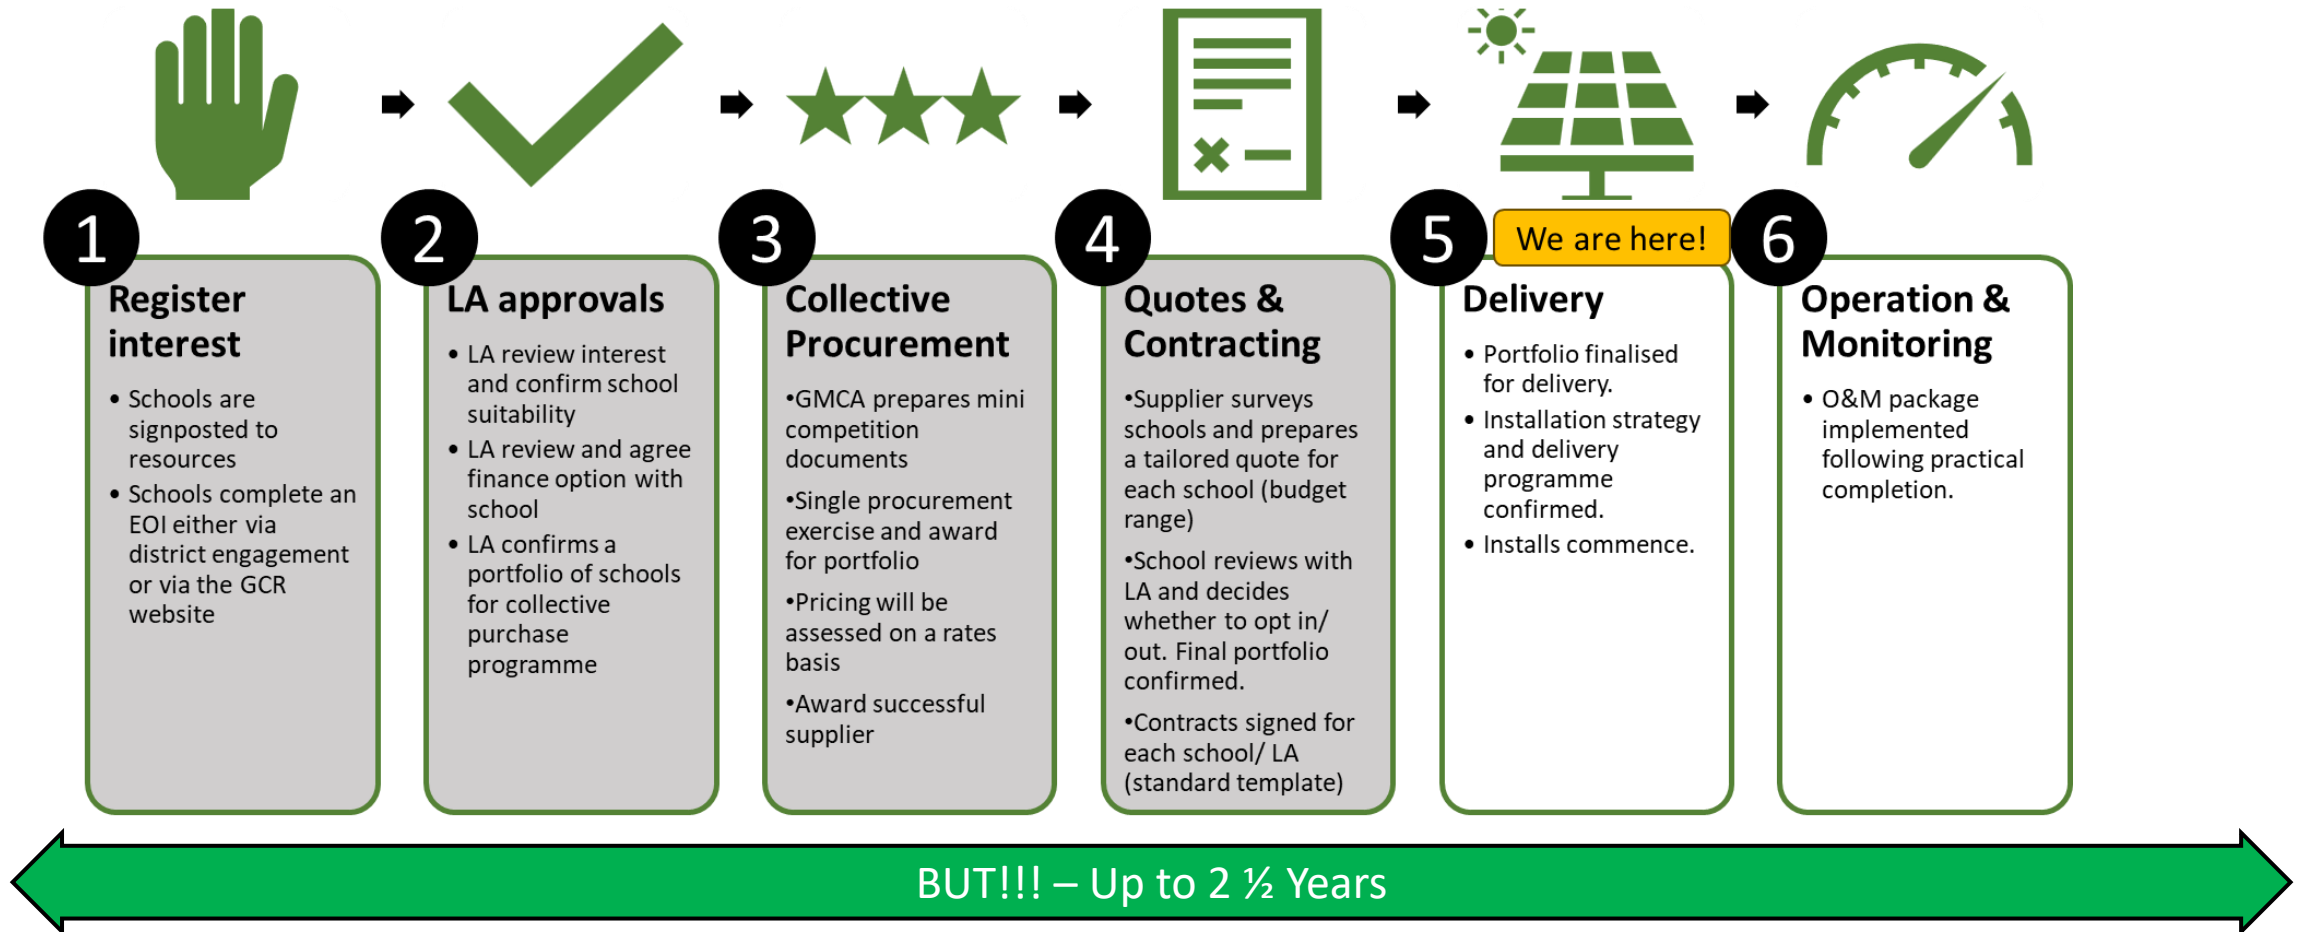 1
Register
interest
• Schools are
signposted to
resources
• Schools complete an
EOI either via
district engagement
or via the GCR
website
2
LA approvals
• LA review interest
and confirm school
suitability
• LA review and agree
finance option with
school
• LA confirms a
portfolio of schools
for collective
purchase
programme
3
Collective
Procurement
•GMCA prepares mini
competition
documents
•Single procurement
exercise and award
for portfolio
•Pricing will be
assessed on a rates
basis
•Award successful
supplier
4
Quotes &
Contracting
•Supplier surveys
schools and prepares
a tailored quote for
each school (budget
range)
•School reviews with
LA and decides
whether to opt in/
out. Final portfolio
confirmed.
•Contracts signed for
each school/ LA
(standard template)
5
We are here!
Delivery
• Portfolio finalised
for delivery.
• Installation strategy
and delivery
programme
confirmed.
• Installs commence.
6
Operation &
Monitoring
• O&M package
implemented
following practical
completion.
BUT!!! – Up to 2 ½ Years